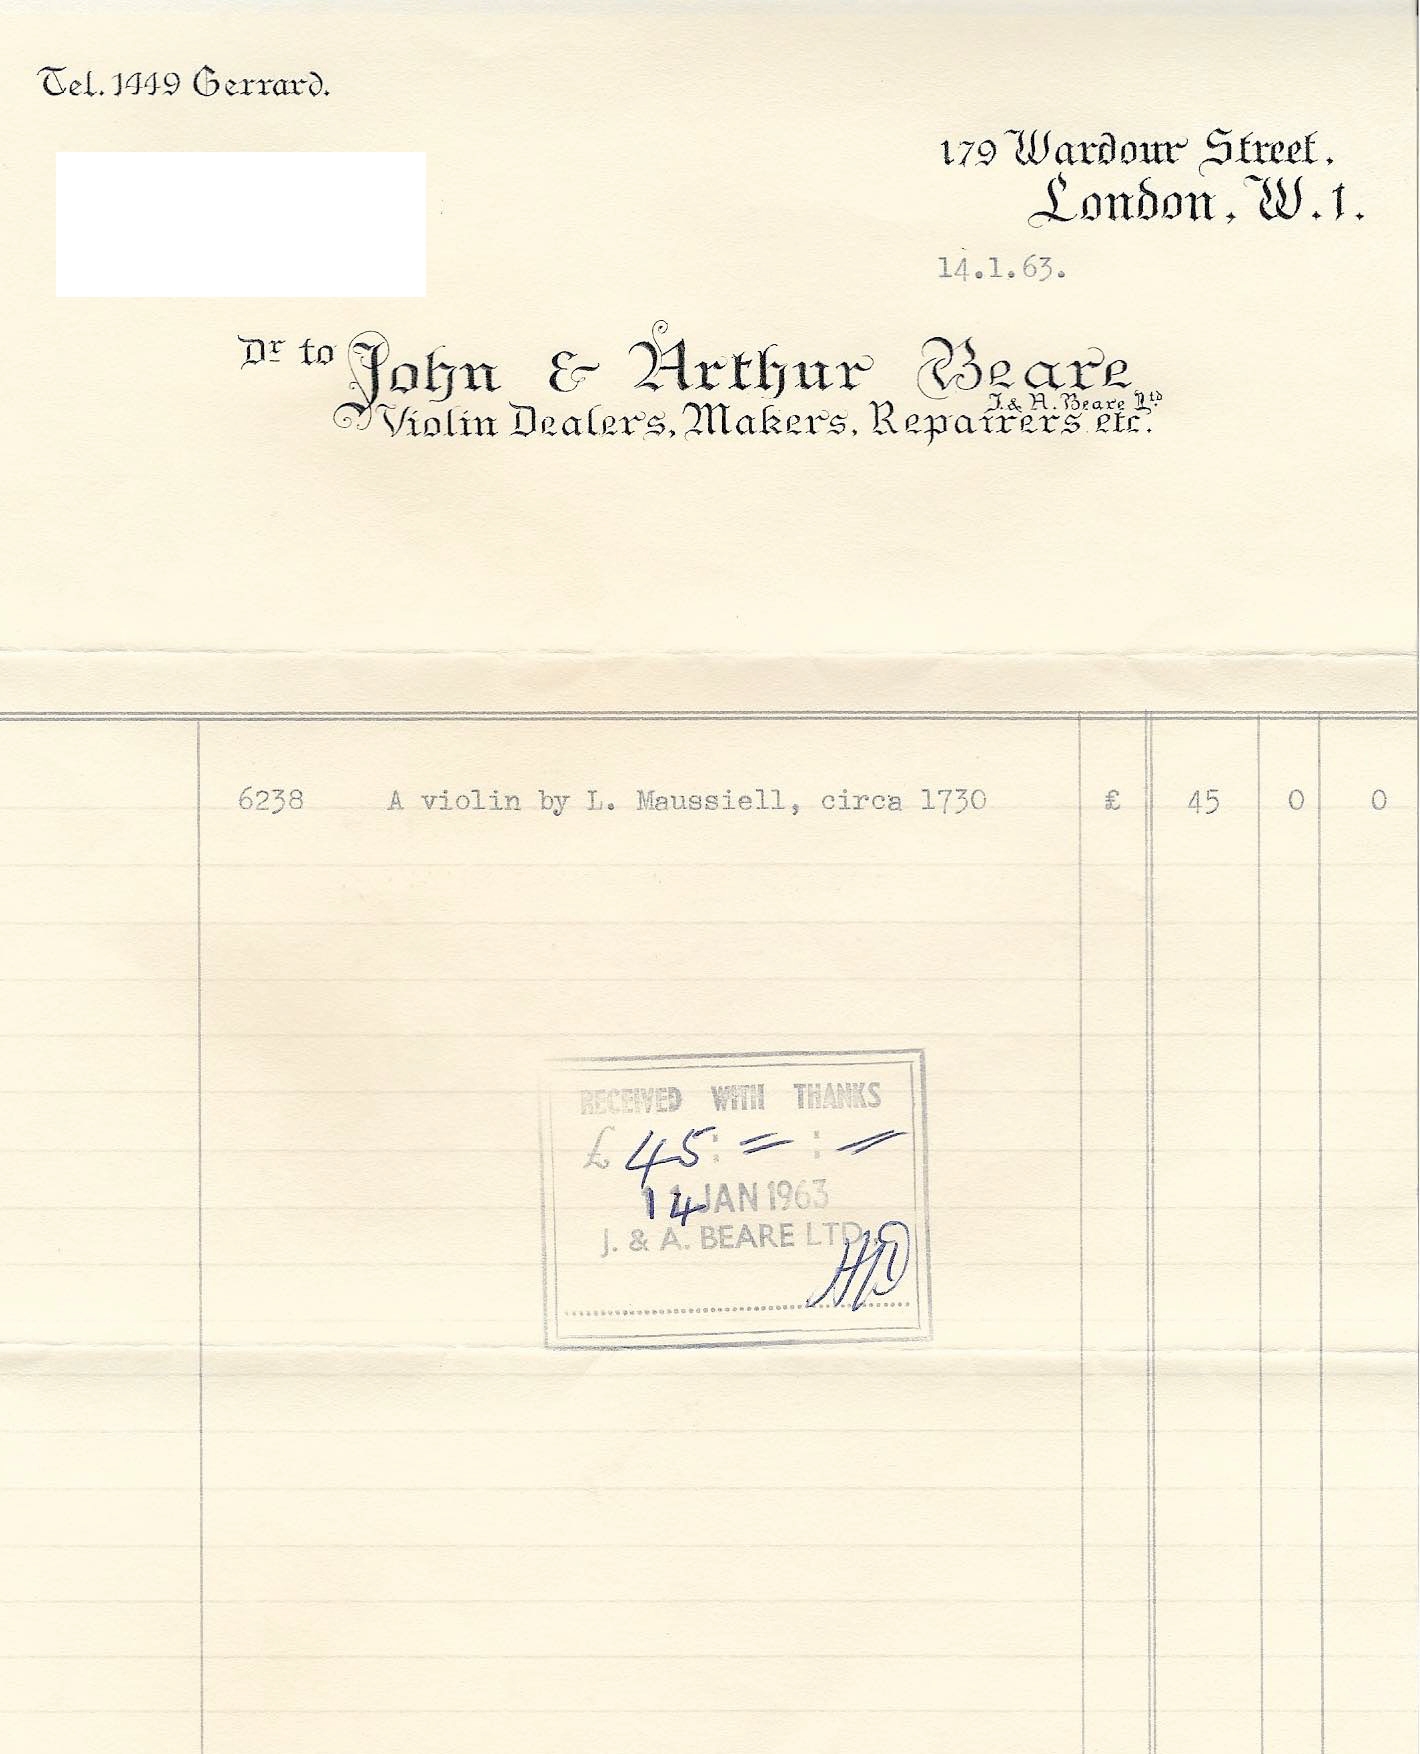 Tel. 1449 Gerrard.
179 Wardour Street.
London, W.1.
14.1.63.
Dr to John & Arthur Beare
J. & A. Beare Ltd
Violin Dealers, Makers, Repairers etc.
6238 A violin by L. Maussiell, circa 1730 £ 45 0 0
RECEIVED WITH THANKS
£ 45 : = : =
14 JAN 1963
J. & A. BEARE LTD.